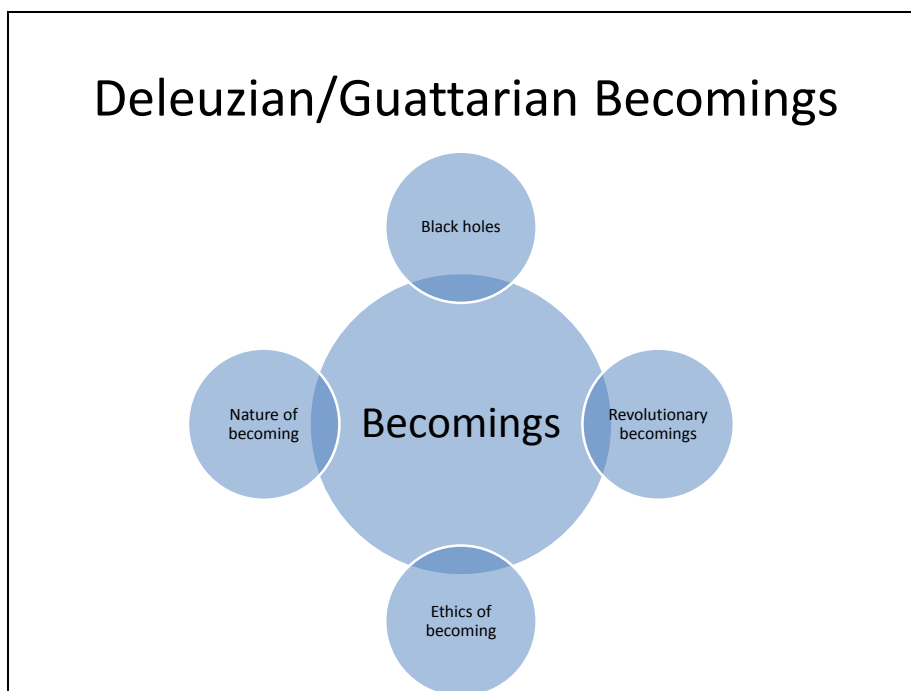 Deleuzian/Guattarian Becomings
Black holes
Nature of
becoming
Becomings
Revolutionary
becomings
Ethics of
becoming